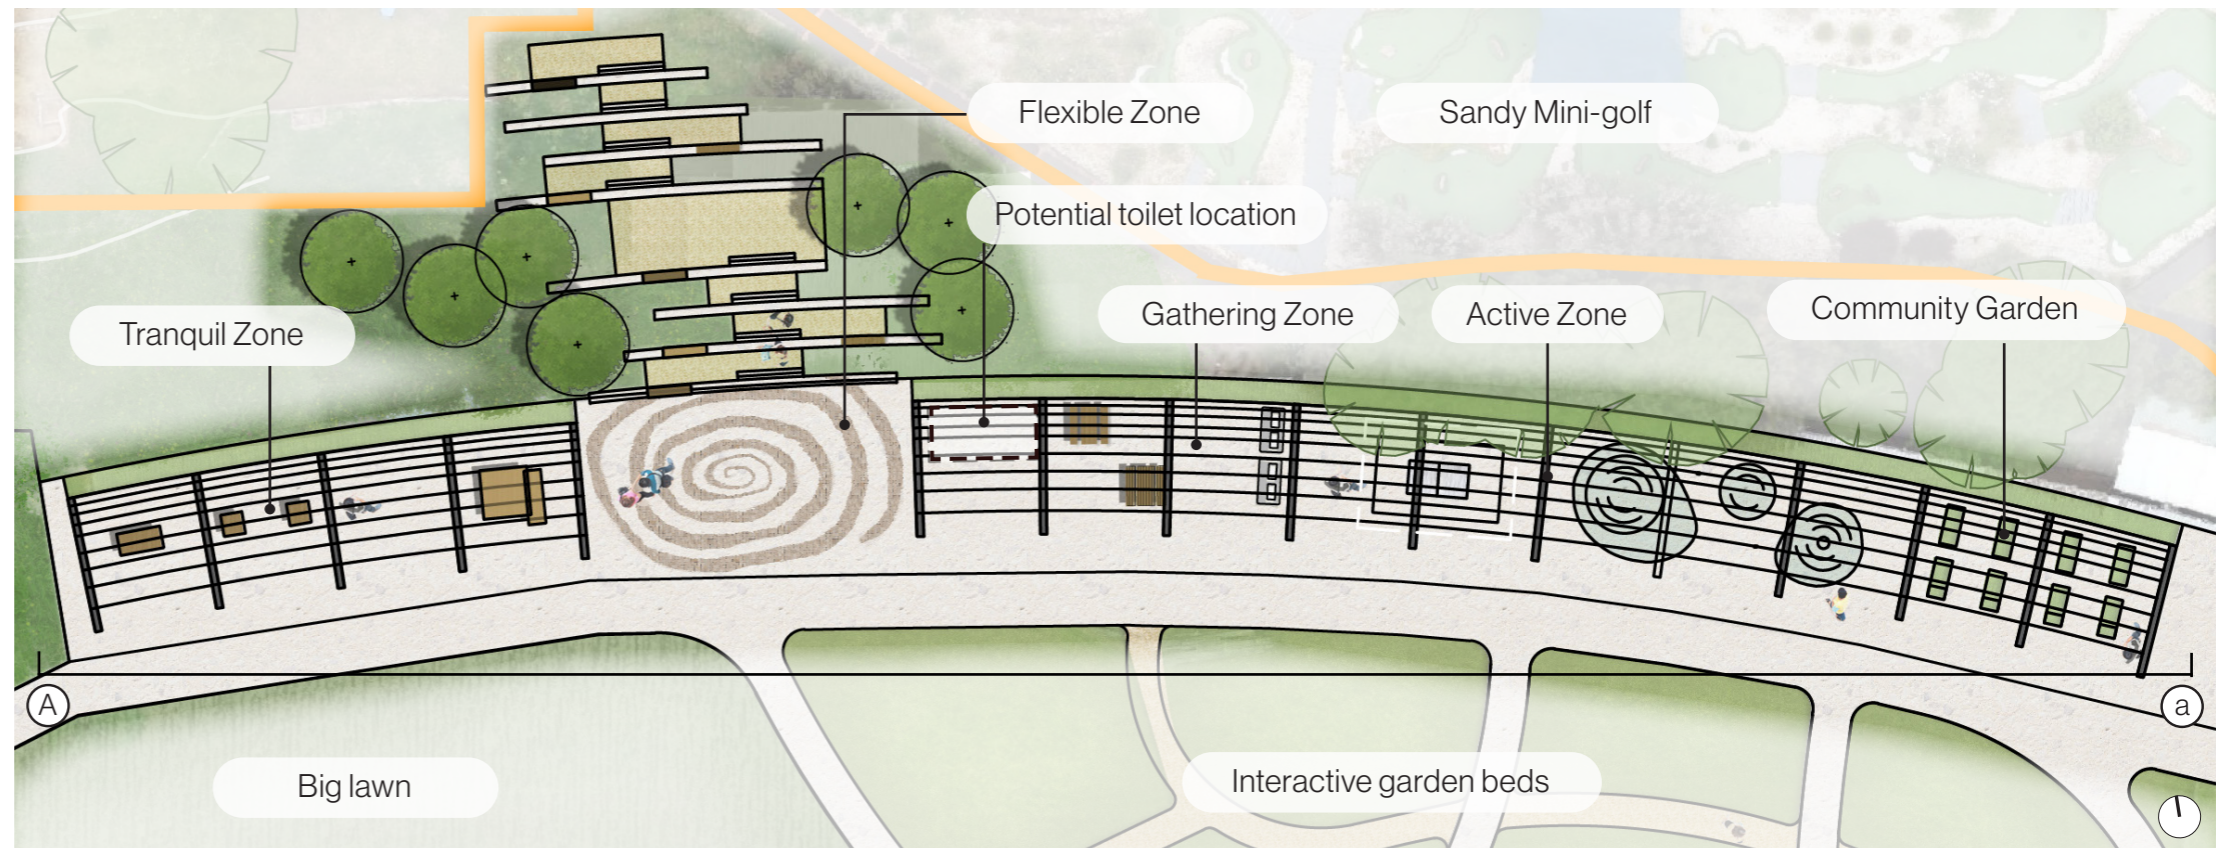 Flexible Zone
Sandy Mini-golf
Potential toilet location
Tranquil Zone
Gathering Zone
Active Zone
Community Garden
A
a
Big lawn
Interactive garden beds